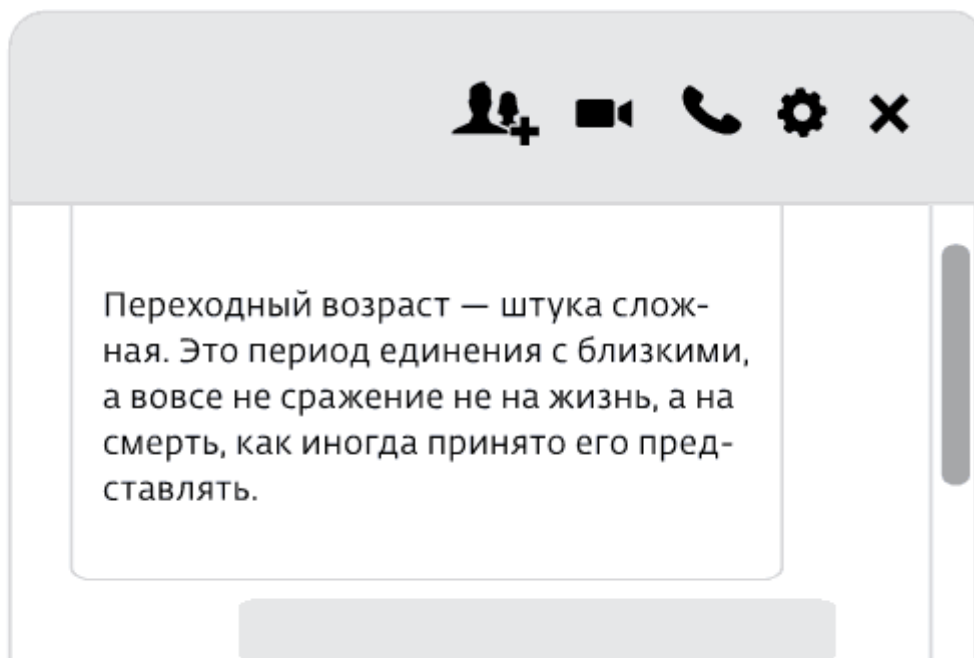 Переходный возраст — штука слож-
ная. Это период единения с близкими,
а вовсе не сражение не на жизнь, а на
смерть, как иногда принято его пред-
ставлять.